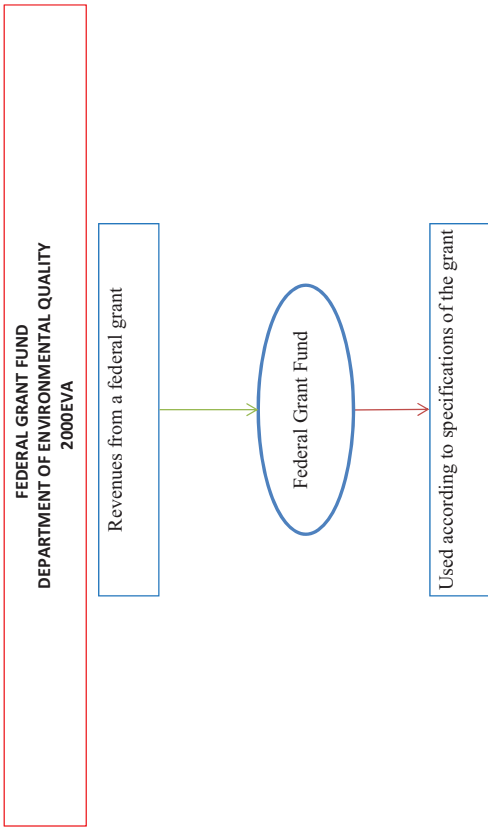 FEDERAL GRANT FUND
DEPARTMENT OF ENVIRONMENTAL QUALITY
2000EVA
Revenues from a federal grant
Federal Grant Fund
Used according to specifications of the grant